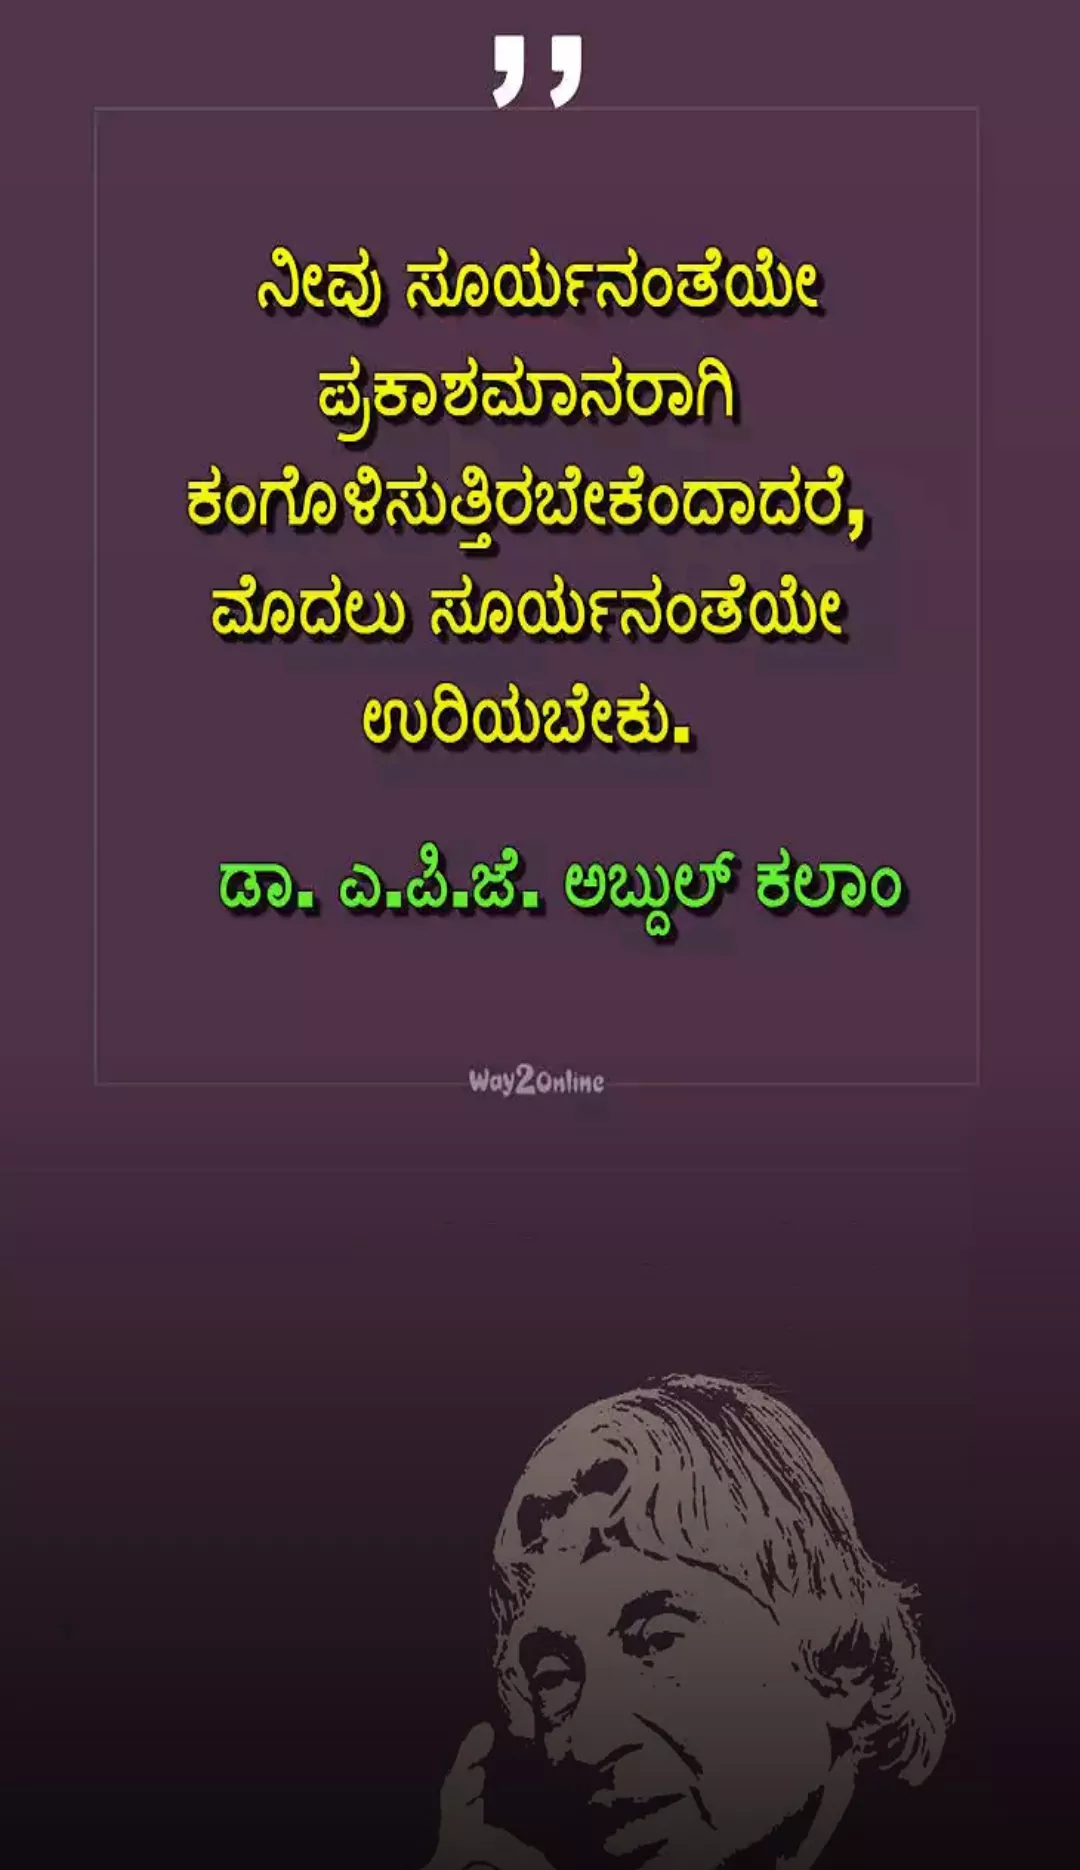 ”
ನೀವು ಸೂರ್ಯನಂತೆಯೇ
ಪ್ರಕಾಶಮಾನರಾಗಿ
ಕಂಗೊಳಿಸುತ್ತಿರಬೇಕೆಂದಾದರೆ,
ಮೊದಲು ಸೂರ್ಯನಂತೆಯೇ
ಉರಿಯಬೇಕು.
ಡಾ. ಎ.ಪಿ.ಜೆ. ಅಬ್ದುಲ್ ಕಲಾಂ
Way2Online